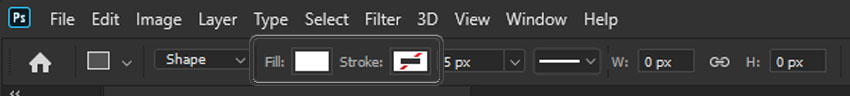 Ps File Edit Image Layer Type Select Filter 3D View Window Help
Shape Fill: Stroke: 5 px W: 0 px H: 0 px